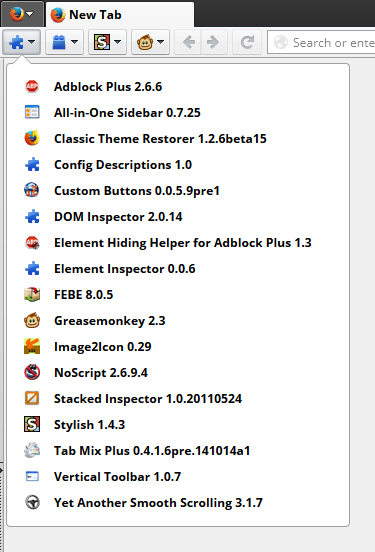 New Tab
Search or ente
Adblock Plus 2.6.6
All-in-One Sidebar 0.7.25
Classic Theme Restorer 1.2.6beta15
Config Descriptions 1.0
Custom Buttons 0.0.5.9pre1
DOM Inspector 2.0.14
Element Hiding Helper for Adblock Plus 1.3
Element Inspector 0.0.6
FEBE 8.0.5
Greasemonkey 2.3
Image2Icon 0.29
NoScript 2.6.9.4
Stacked Inspector 1.0.20110524
Stylish 1.4.3
Tab Mix Plus 0.4.1.6pre.141014a1
Vertical Toolbar 1.0.7
Yet Another Smooth Scrolling 3.1.7